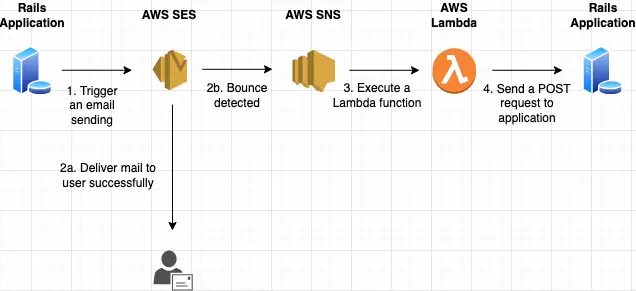 Rails
Application
AWS SES
AWS SNS
AWS
Lambda
Rails
Application
1. Trigger
an email
sending
2b. Bounce
detected
3. Execute a
Lambda function
4. Send a POST
request to
application
2a. Deliver mail to
user successfully